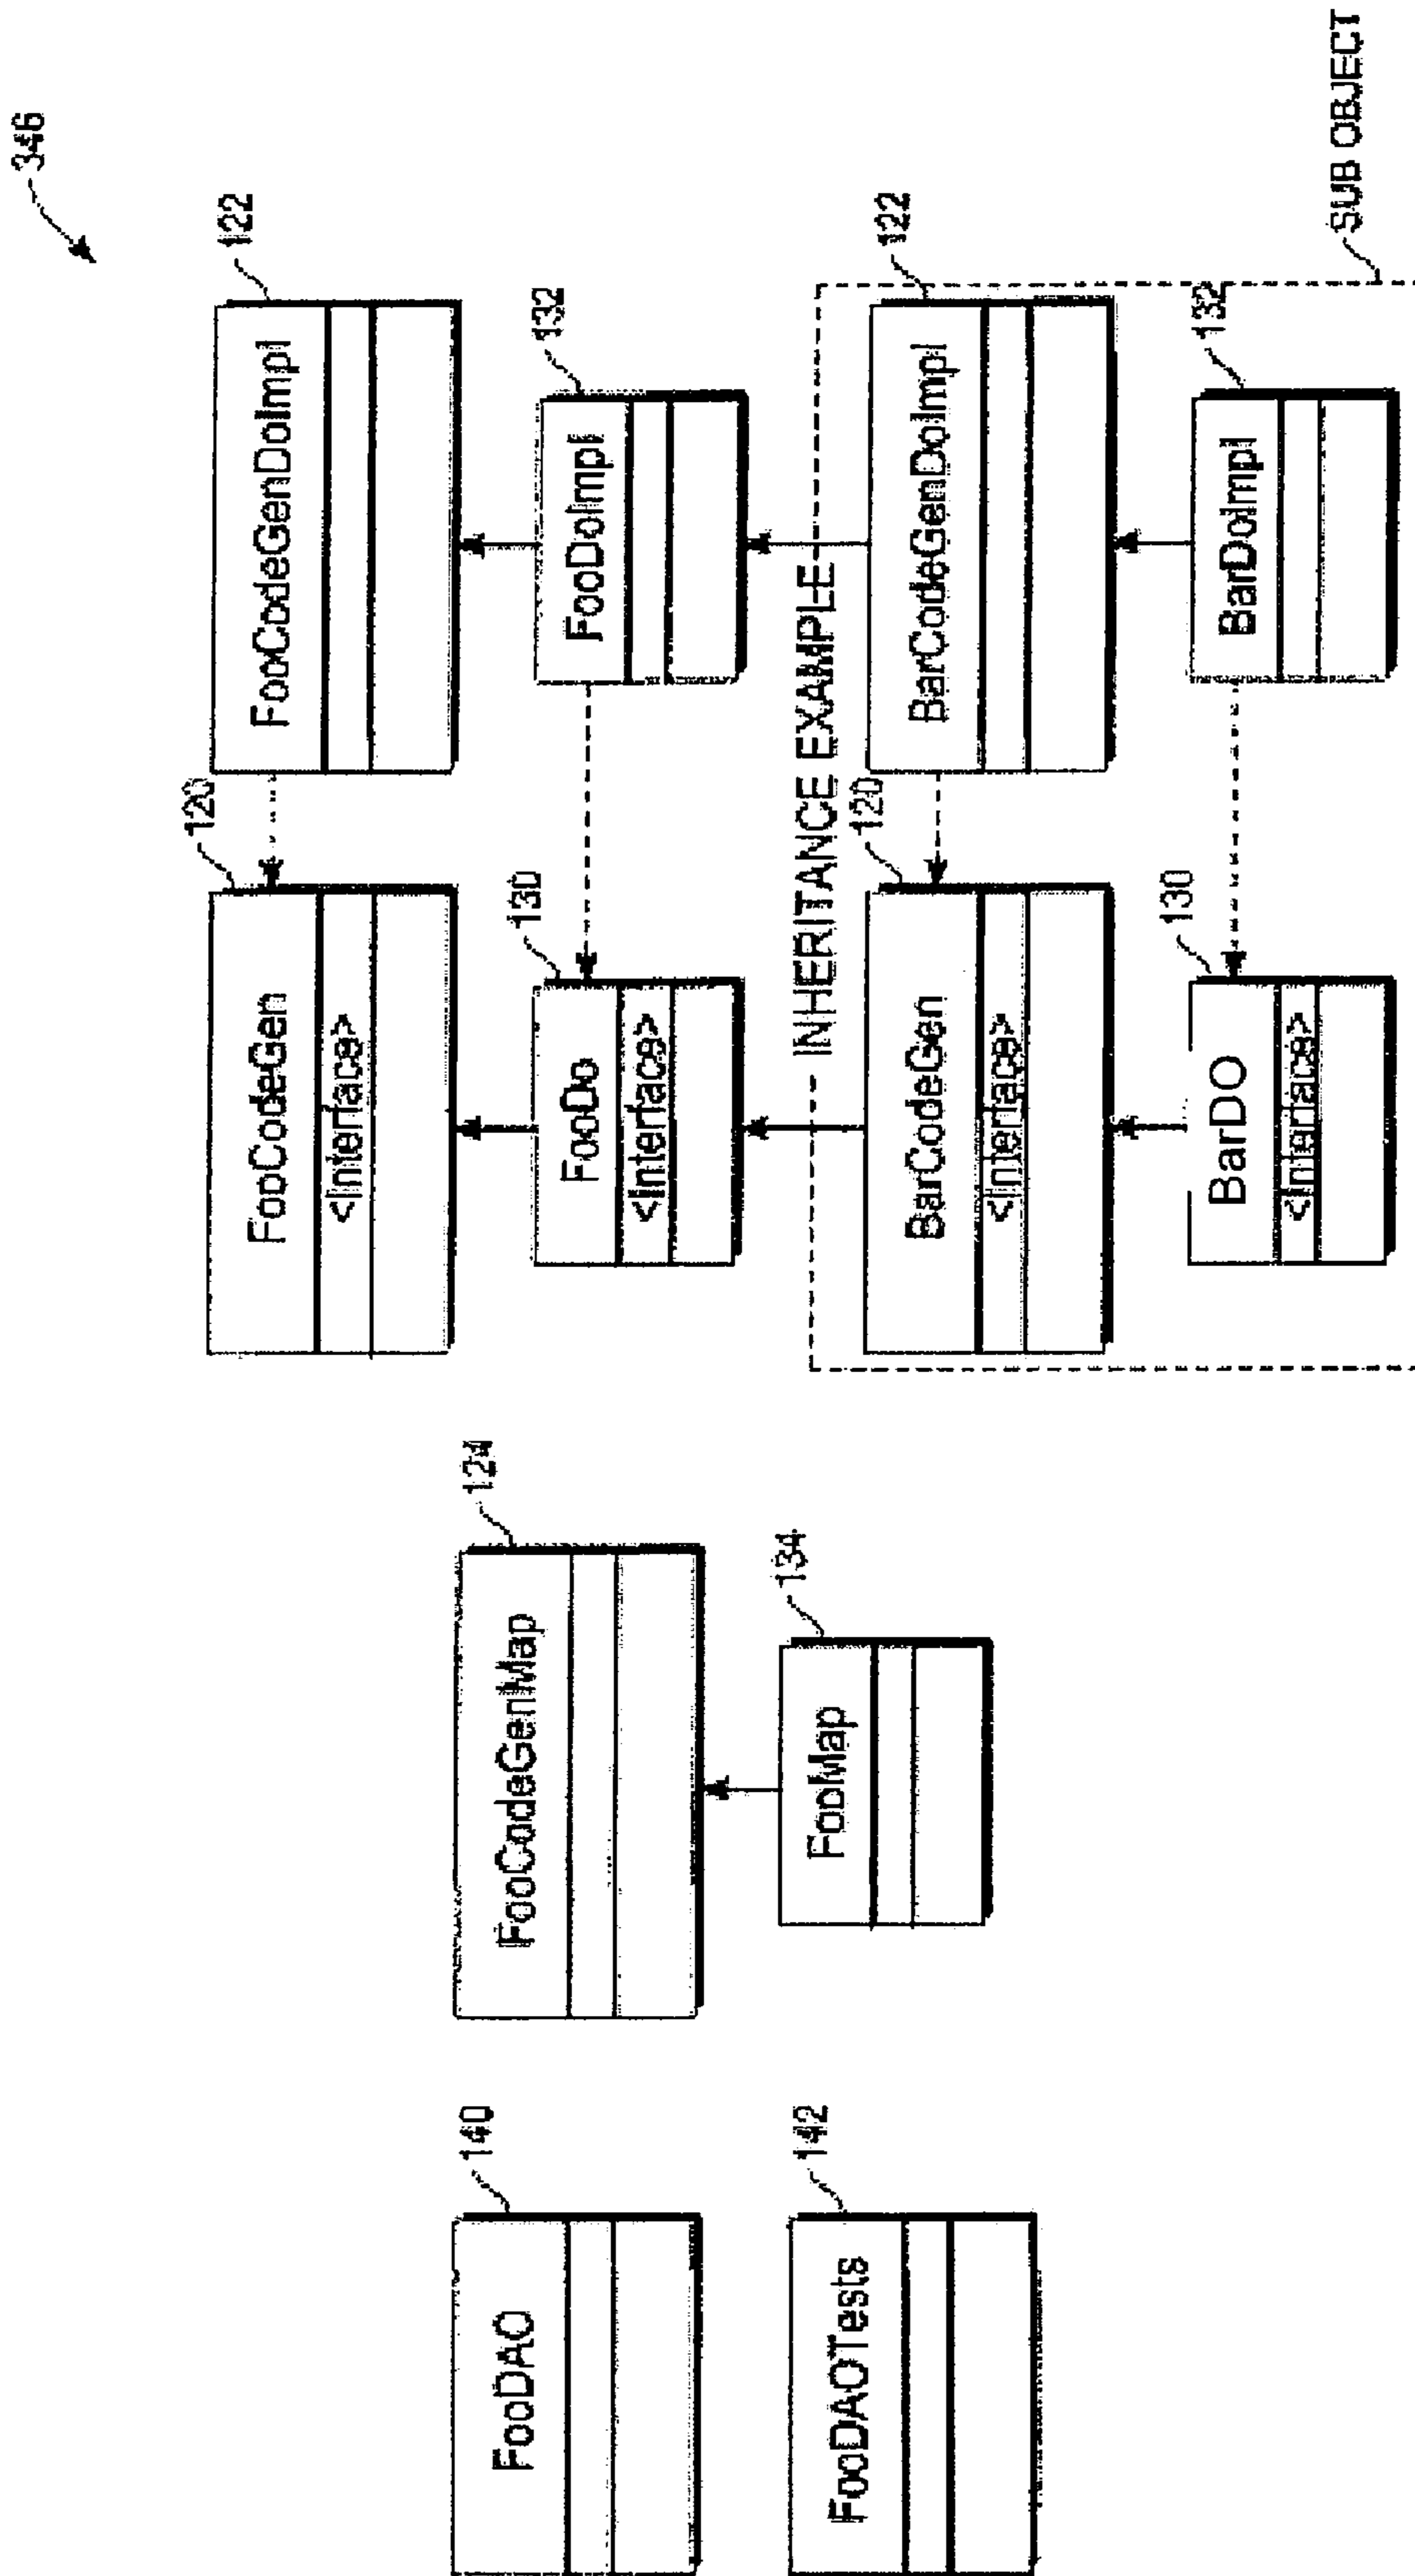 346
FooDAO
140
FooDAOTests
142
FooCodeGenMap
124
FooMap
134
FooCodeGen
<Interface>
120
FooCodeGenDoImpl
122
FooDo
<Interface>
130
FooDoImpl
132
INHERITANCE EXAMPLE
BarCodeGen
<Interface>
120
BarCodeGenDoImpl
122
BarDO
<Interface>
130
BarDoImpl
132
SUB OBJECT